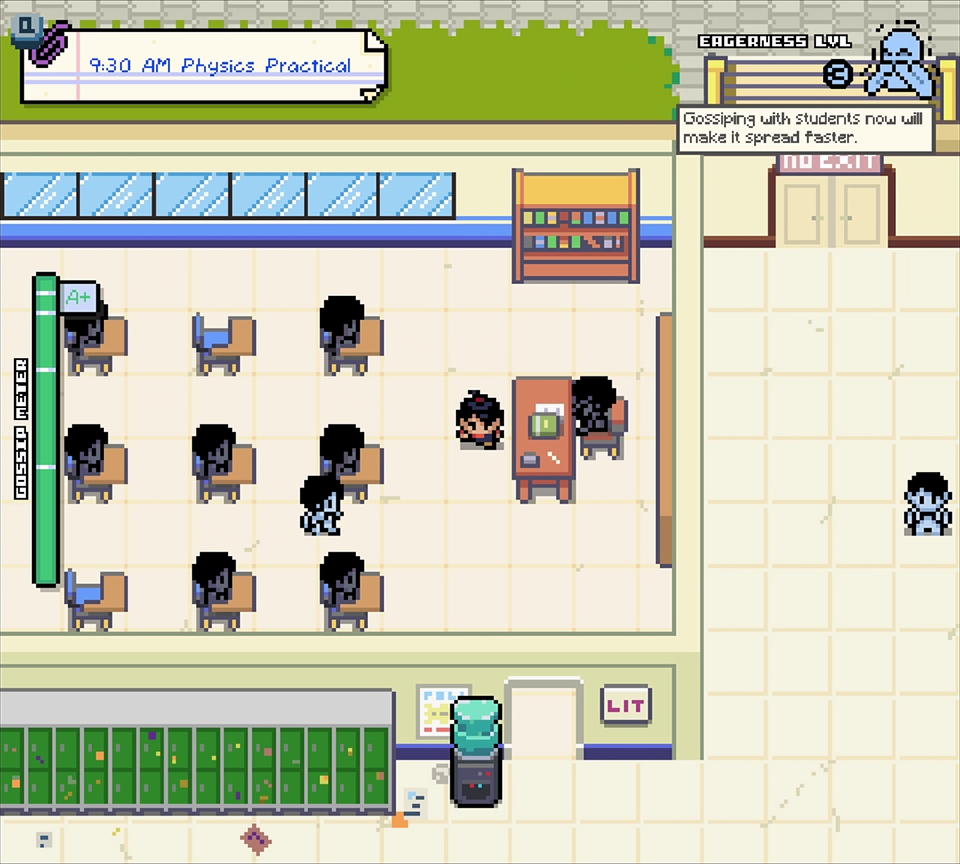 Q
9:30 AM Physics Practical
EAGERNESS LVL
3
Gossiping with students now will
make it spread faster.
NO EXIT
A+
GOSSIP METER
LIT